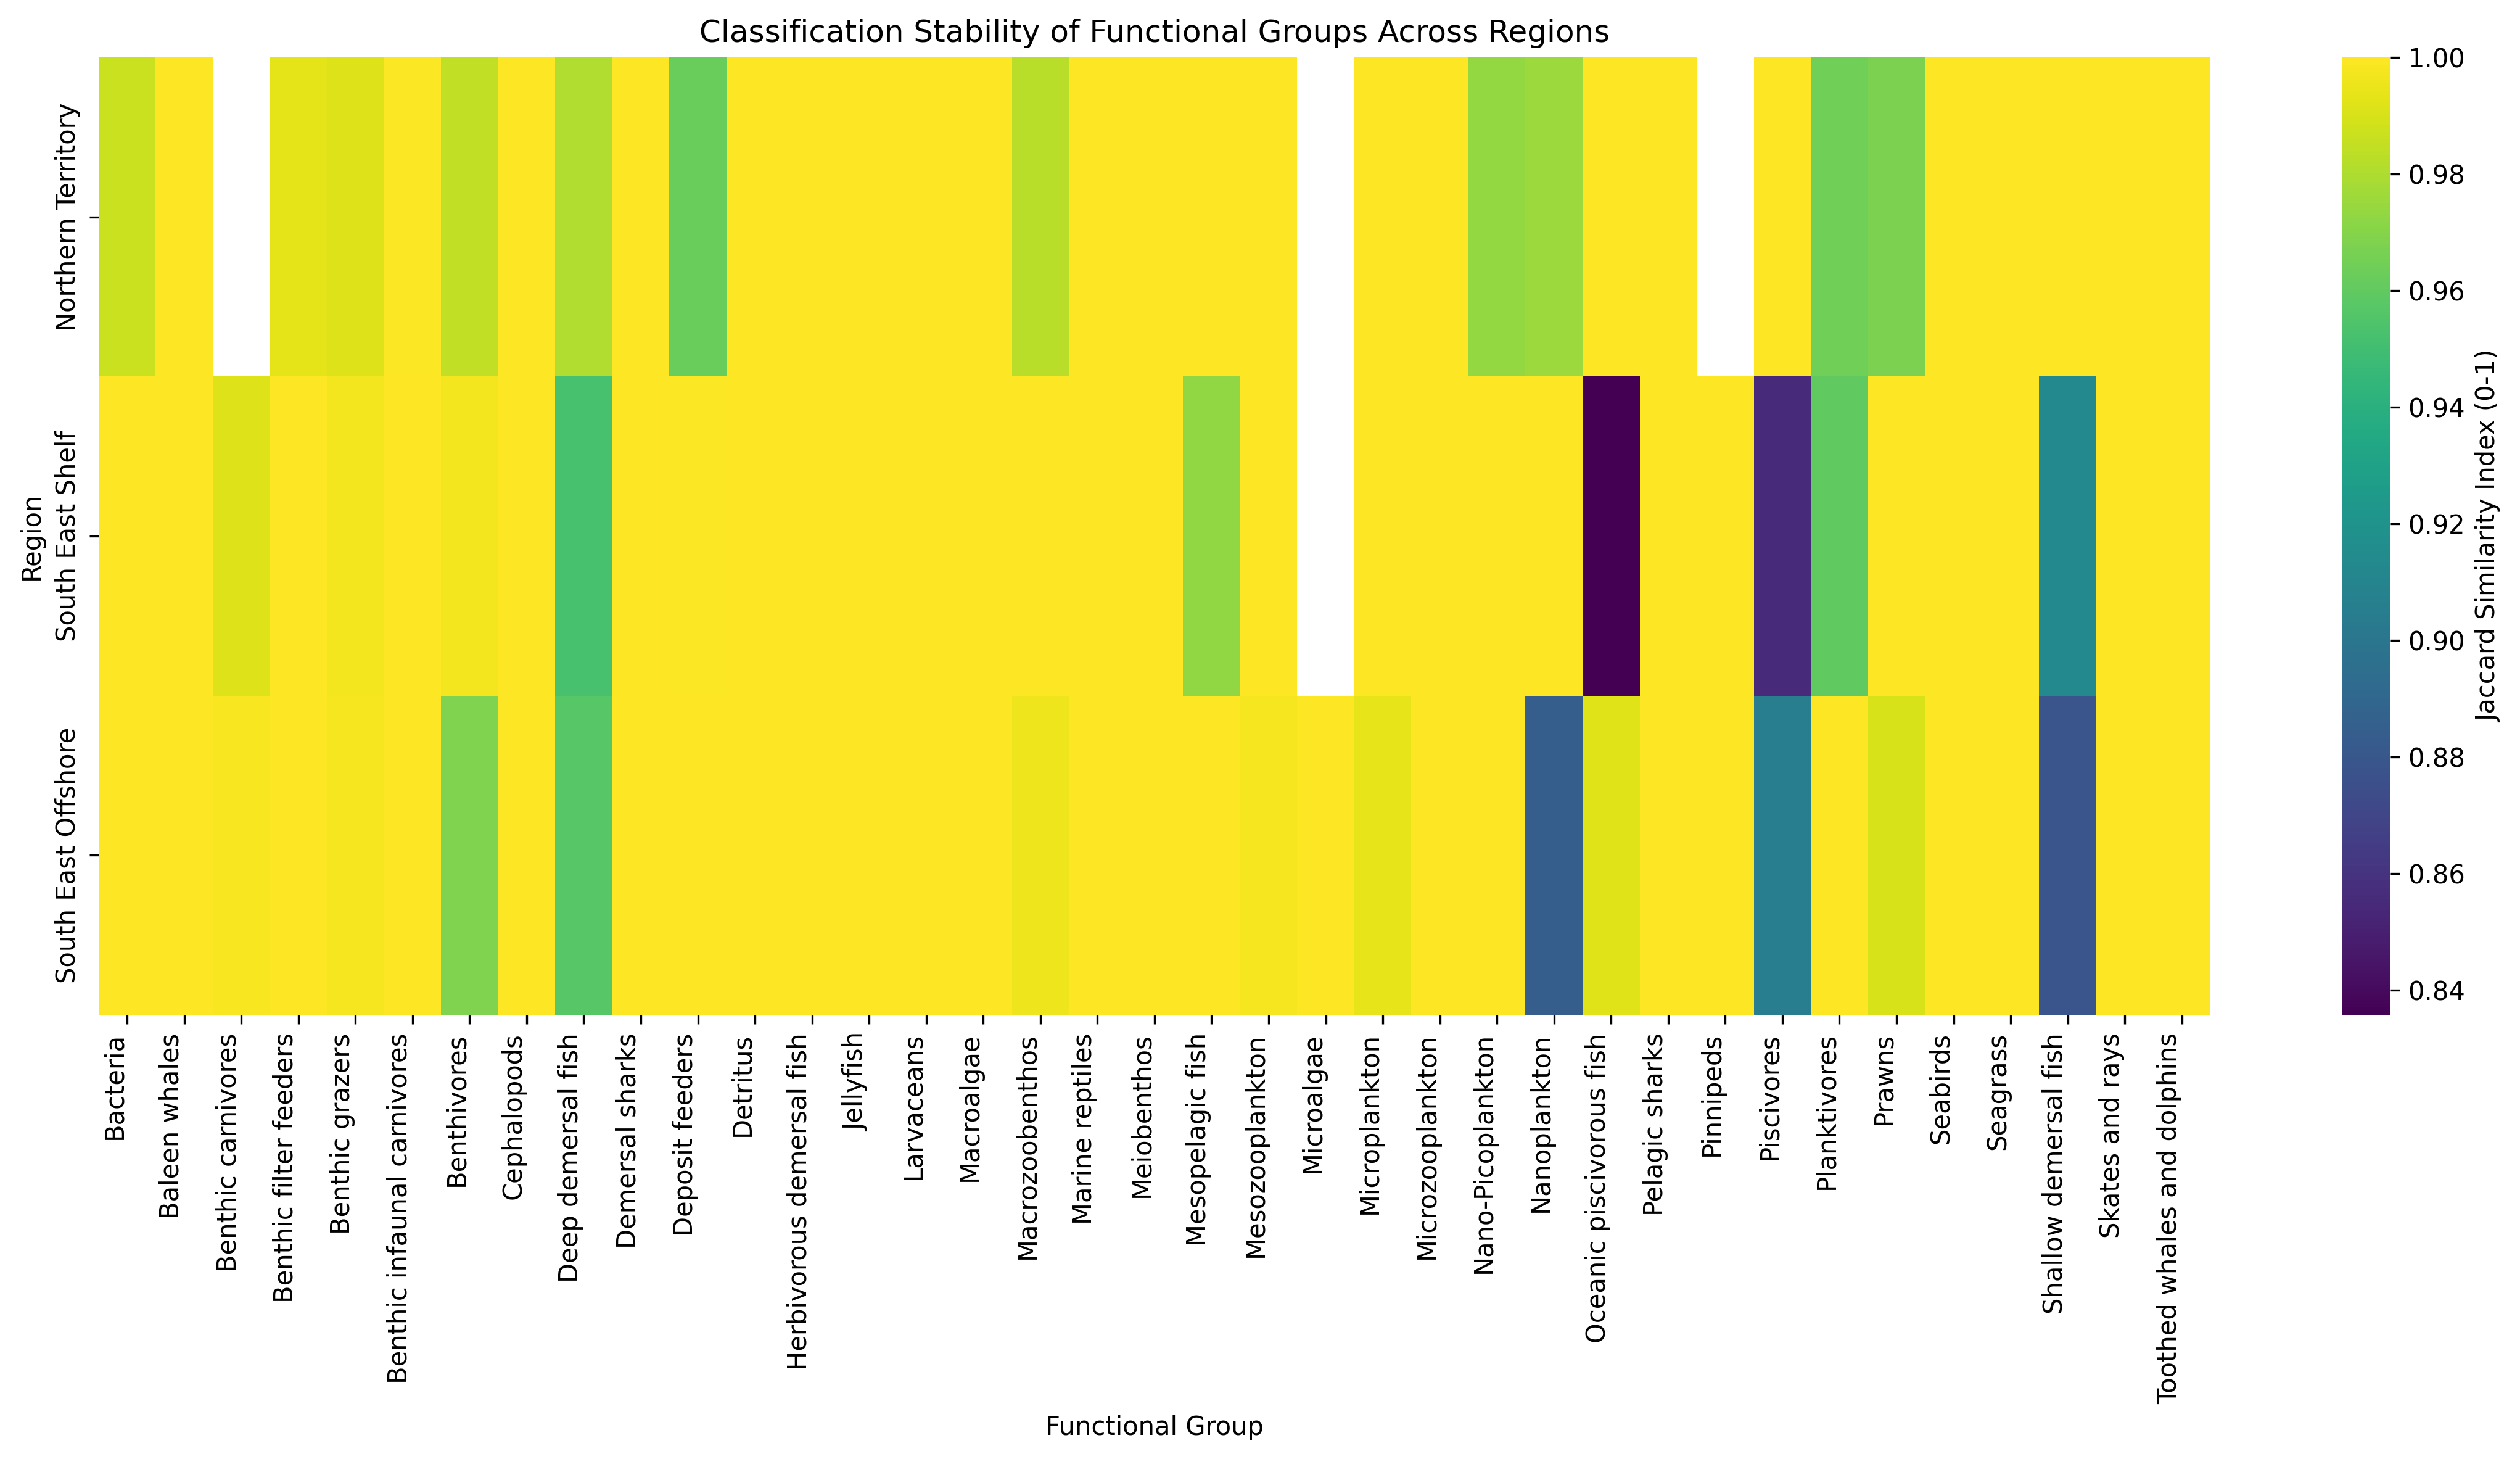 Classification Stability of Functional Groups Across Regions
Region
Northern Territory
South East Shelf
South East Offshore
Bacteria
Baleen whales
Benthic carnivores
Benthic filter feeders
Benthic grazers
Benthic infaunal carnivores
Benthivores
Cephalopods
Deep demersal fish
Demersal sharks
Deposit feeders
Detritus
Herbivorous demersal fish
Jellyfish
Larvaceans
Macroalgae
Macrozoobenthos
Marine reptiles
Meiobenthos
Mesopelagic fish
Mesozooplankton
Microalgae
Microplankton
Microzooplankton
Nano-Picoplankton
Nanoplankton
Oceanic piscivorous fish
Pelagic sharks
Pinnipeds
Piscivores
Planktivores
Prawns
Seabirds
Seagrass
Shallow demersal fish
Skates and rays
Toothed whales and dolphins
Functional Group
1.00
0.98
0.96
0.94
0.92
0.90
0.88
0.86
0.84
Jaccard Similarity Index (0-1)